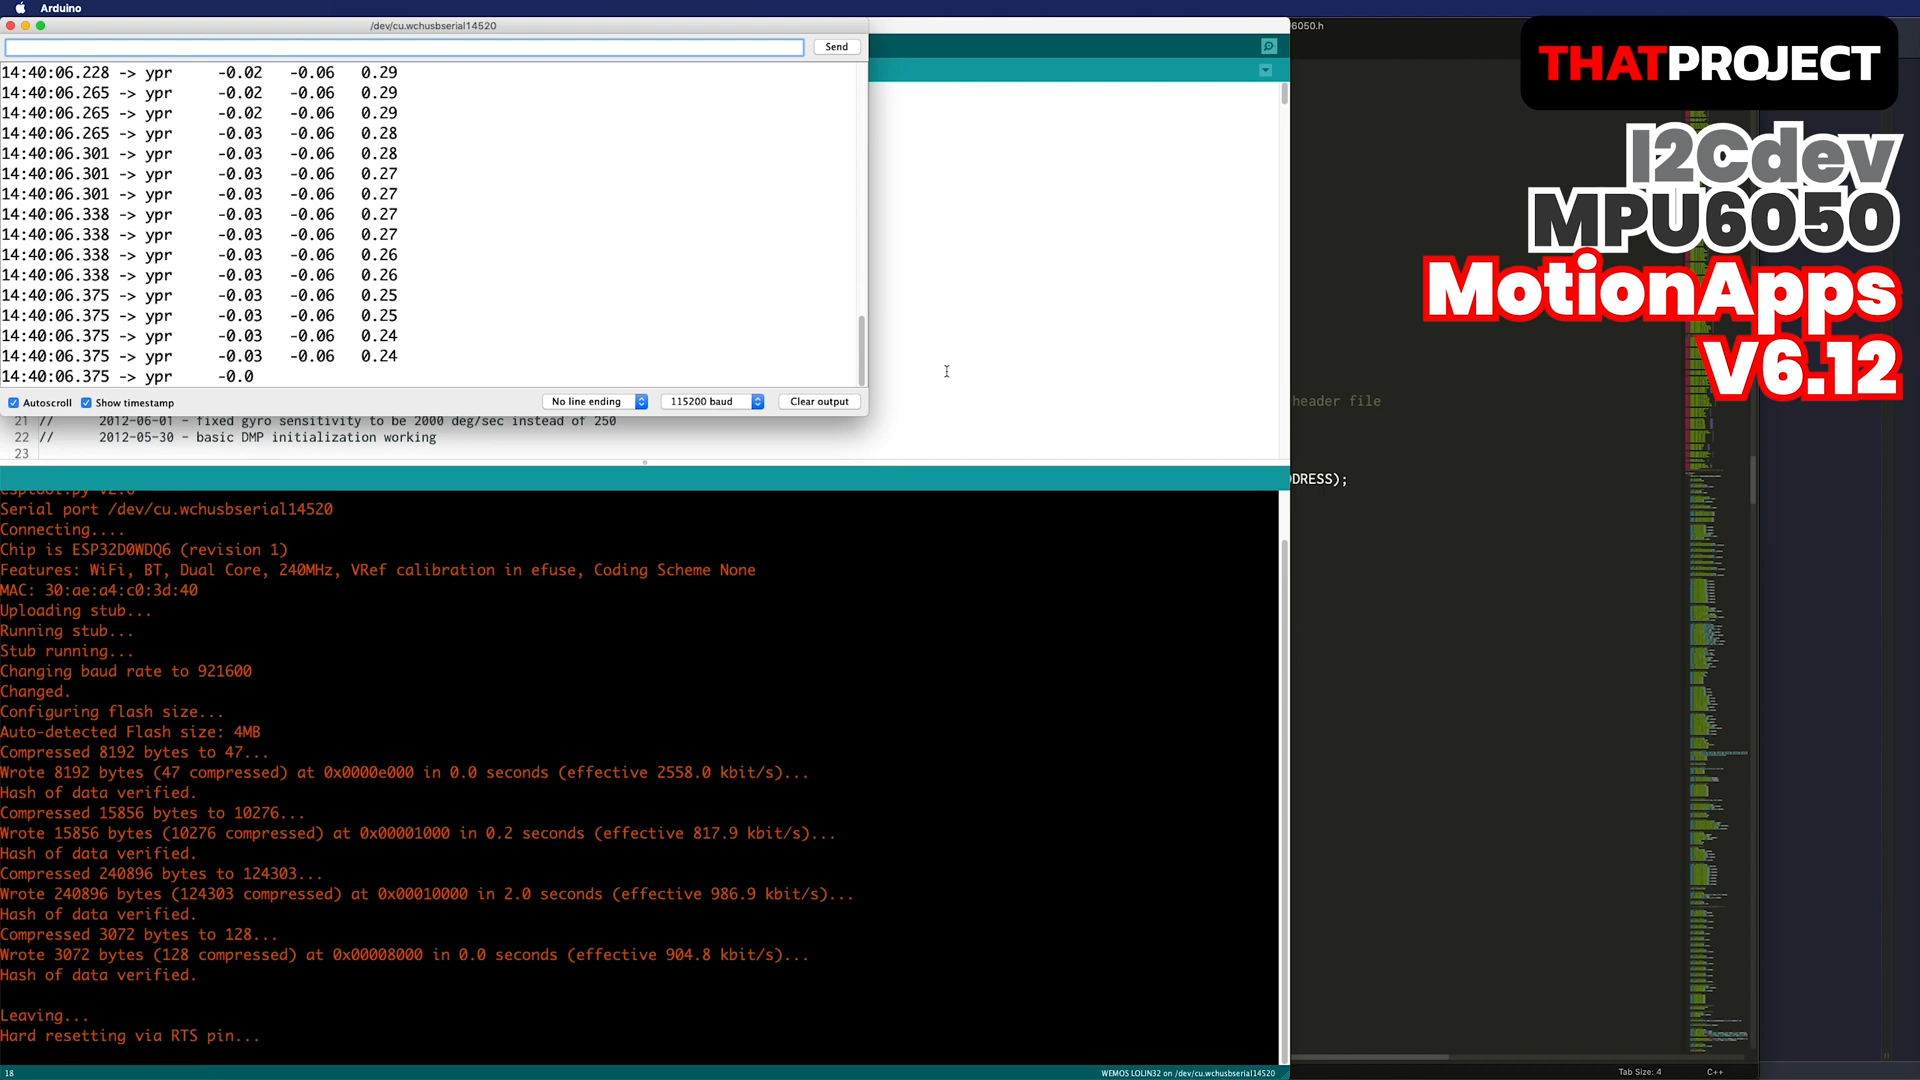 Arduino
/dev/cu.wchusbserial14520
Send
14:40:06.228 -> ypr -0.02 -0.06 0.29
14:40:06.265 -> ypr -0.02 -0.06 0.29
14:40:06.265 -> ypr -0.02 -0.06 0.29
14:40:06.265 -> ypr -0.03 -0.06 0.28
14:40:06.301 -> ypr -0.03 -0.06 0.28
14:40:06.301 -> ypr -0.03 -0.06 0.27
14:40:06.301 -> ypr -0.03 -0.06 0.27
14:40:06.338 -> ypr -0.03 -0.06 0.27
14:40:06.338 -> ypr -0.03 -0.06 0.27
14:40:06.338 -> ypr -0.03 -0.06 0.26
14:40:06.338 -> ypr -0.03 -0.06 0.26
14:40:06.375 -> ypr -0.03 -0.06 0.25
14:40:06.375 -> ypr -0.03 -0.06 0.25
14:40:06.375 -> ypr -0.03 -0.06 0.24
14:40:06.375 -> ypr -0.03 -0.06 0.24
14:40:06.375 -> ypr -0.0
Autoscroll Show timestamp No line ending 115200 baud Clear output
21 // 2012-06-01 - fixed gyro sensitivity to be 2000 deg/sec instead of 250
22 // 2012-05-30 - basic DMP initialization working
23
esptool.py v2.6
Serial port /dev/cu.wchusbserial14520
Connecting....
Chip is ESP32D0WDQ6 (revision 1)
Features: WiFi, BT, Dual Core, 240MHz, VRef calibration in efuse, Coding Scheme None
MAC: 30:ae:a4:c0:3d:40
Uploading stub...
Running stub...
Stub running...
Changing baud rate to 921600
Changed.
Configuring flash size...
Auto-detected Flash size: 4MB
Compressed 8192 bytes to 47...
Wrote 8192 bytes (47 compressed) at 0x0000e000 in 0.0 seconds (effective 2558.0 kbit/s)...
Hash of data verified.
Compressed 15856 bytes to 10276...
Wrote 15856 bytes (10276 compressed) at 0x00001000 in 0.2 seconds (effective 817.9 kbit/s)...
Hash of data verified.
Compressed 240896 bytes to 124303...
Wrote 240896 bytes (124303 compressed) at 0x00010000 in 2.0 seconds (effective 986.9 kbit/s)...
Hash of data verified.
Compressed 3072 bytes to 128...
Wrote 3072 bytes (128 compressed) at 0x00008000 in 0.0 seconds (effective 904.8 kbit/s)...
Hash of data verified.
Leaving...
Hard resetting via RTS pin...
18
WEMOS LOLIN32 on /dev/cu.wchusbserial14520
6050.h
THATPROJECT
I2Cdev
MPU6050
MotionApps
V6.12
header file
DDRESS);
Tab Size: 4 C++